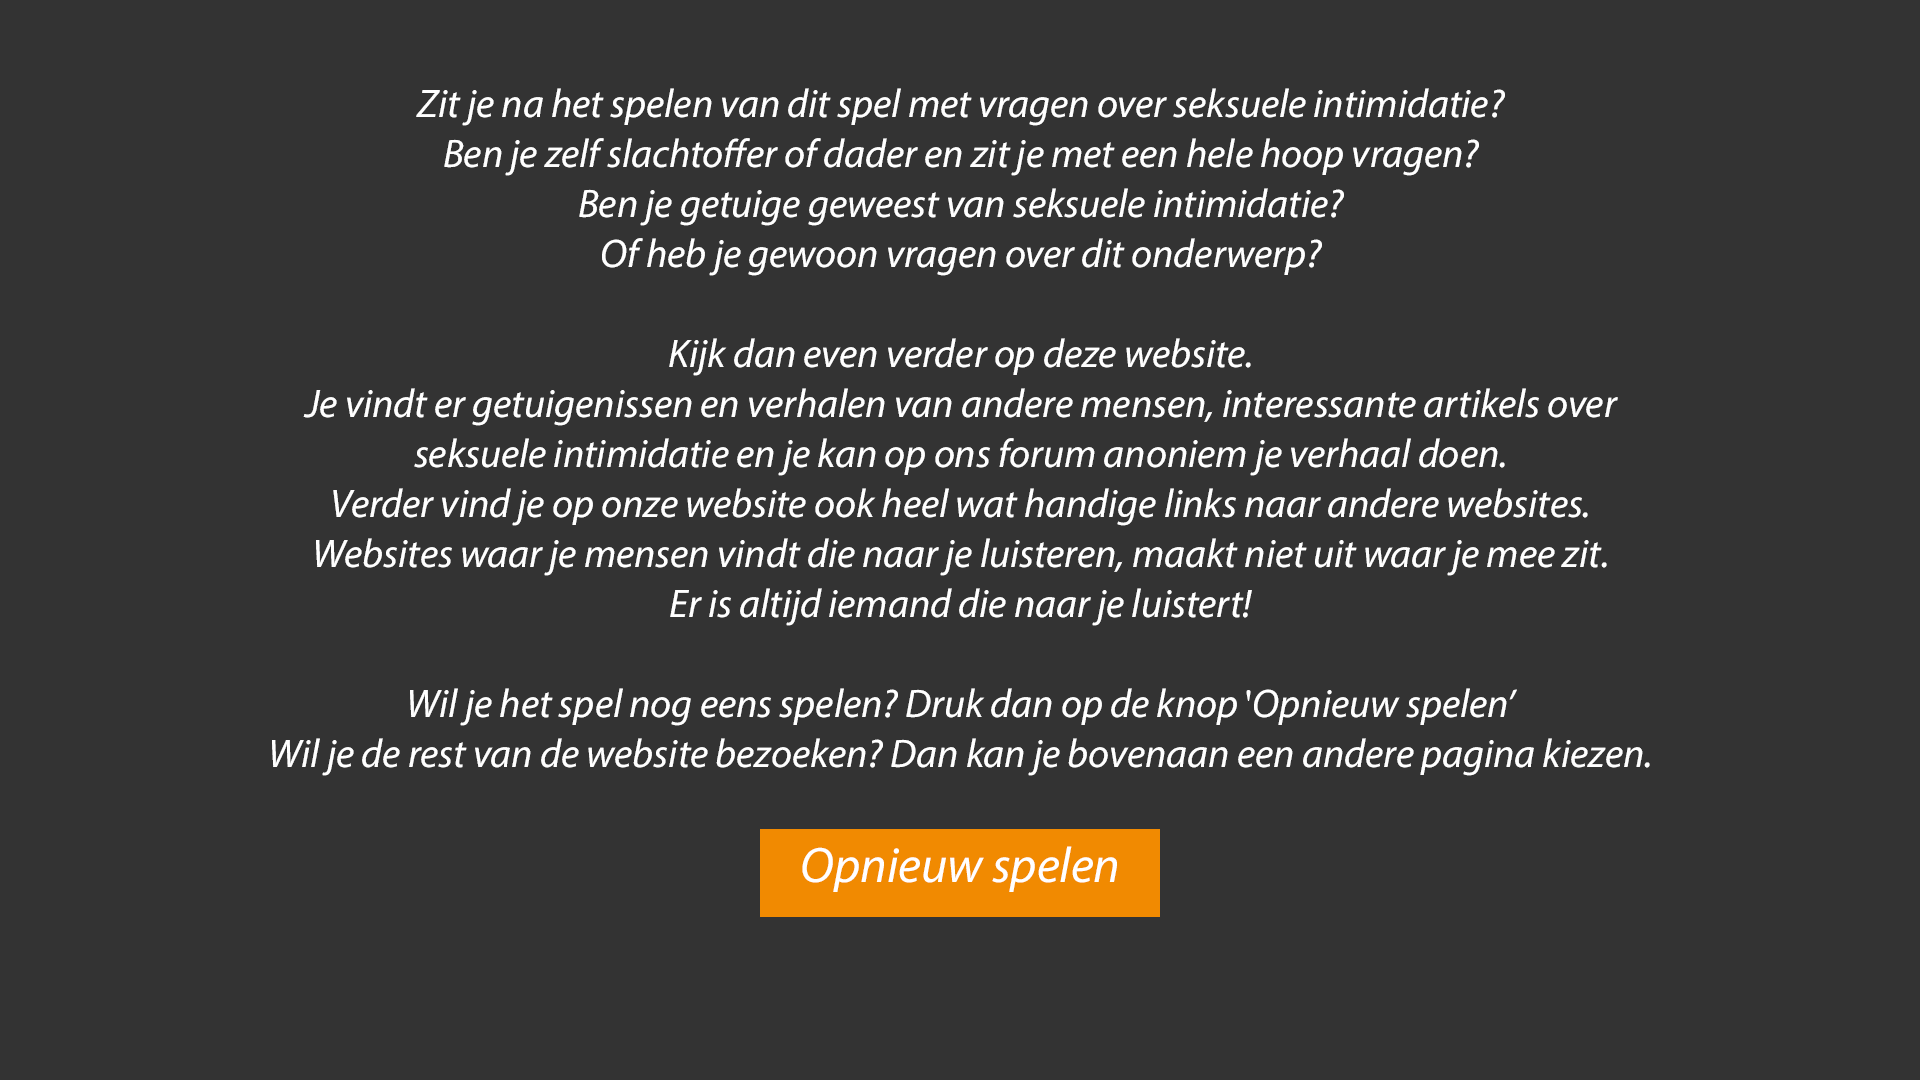 Zit je na het spelen van dit spel met vragen over seksuele intimidatie?
Ben je zelf slachtoffer of dader en zit je met een hele hoop vragen?
Ben je getuige geweest van seksuele intimidatie?
Of heb je gewoon vragen over dit onderwerp?
Kijk dan even verder op deze website.
Je vindt er getuigenissen en verhalen van andere mensen, interessante artikels over
seksuele intimidatie en je kan op ons forum anoniem je verhaal doen.
Verder vind je op onze website ook heel wat handige links naar andere websites.
Websites waar je mensen vindt die naar je luisteren, maakt niet uit waar je mee zit.
Er is altijd iemand die naar je luistert!
Wil je het spel nog eens spelen? Druk dan op de knop 'Opnieuw spelen’
Wil je de rest van de website bezoeken? Dan kan je bovenaan een andere pagina kiezen.
Opnieuw spelen